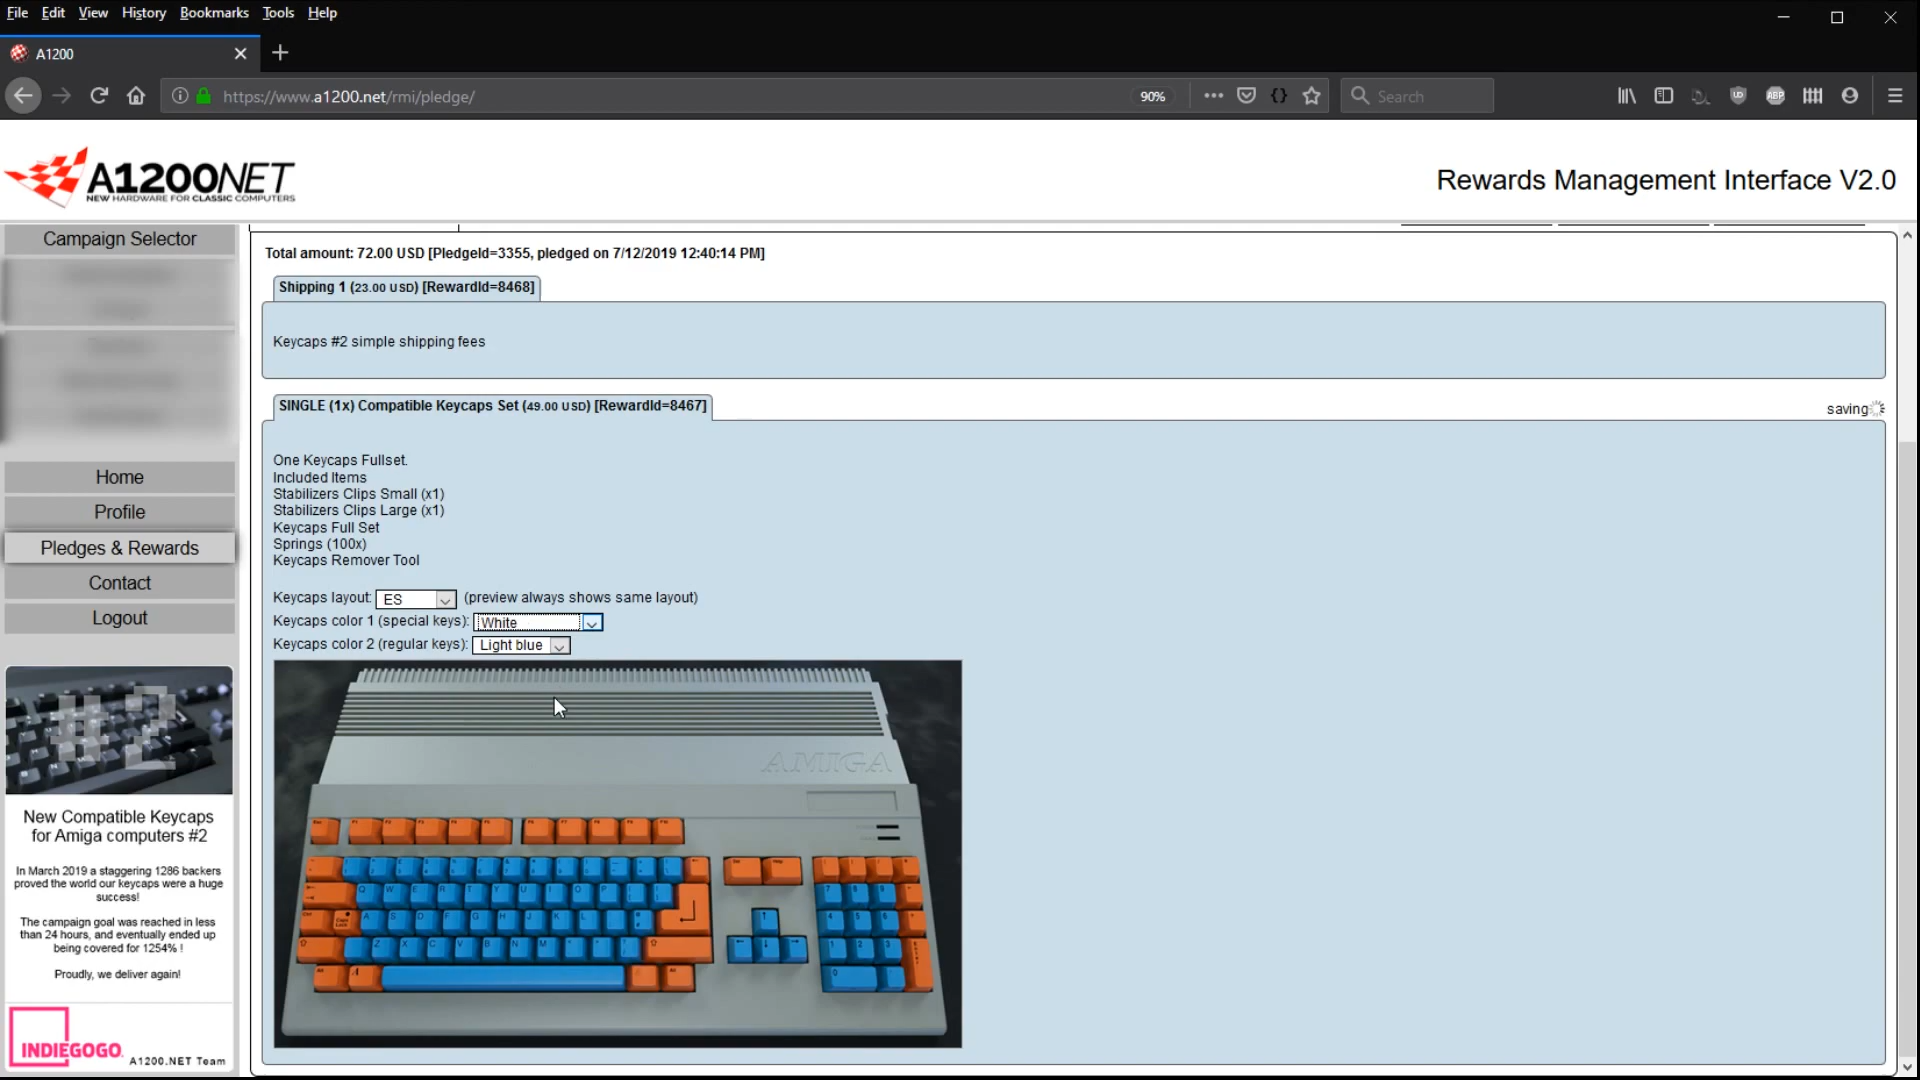 File Edit View History Bookmarks Tools Help
A1200
https://www.a1200.net/rmi/pledge/
90%
Search
A1200NET
NEW HARDWARE FOR CLASSIC COMPUTERS
Rewards Management Interface V2.0
Campaign Selector
Home
Profile
Pledges & Rewards
Contact
Logout
#2
New Compatible Keycaps
for Amiga computers #2
In March 2019 a staggering 1286 backers
proved the world our keycaps were a huge
success!
The campaign goal was reached in less
than 24 hours, and eventually ended up
being covered for 1254% !
Proudly, we deliver again!
INDIEGOGO.
A1200.NET Team
Total amount: 72.00 USD [PledgeId=3355, pledged on 7/12/2019 12:40:14 PM]
Shipping 1 (23.00 USD) [RewardId=8468]
Keycaps #2 simple shipping fees
SINGLE (1x) Compatible Keycaps Set (49.00 USD) [RewardId=8467]
saving
One Keycaps Fullset.
Included Items
Stabilizers Clips Small (x1)
Stabilizers Clips Large (x1)
Keycaps Full Set
Springs (100x)
Keycaps Remover Tool
Keycaps layout: ES (preview always shows same layout)
Keycaps color 1 (special keys): White
Keycaps color 2 (regular keys): Light blue
AMIGA